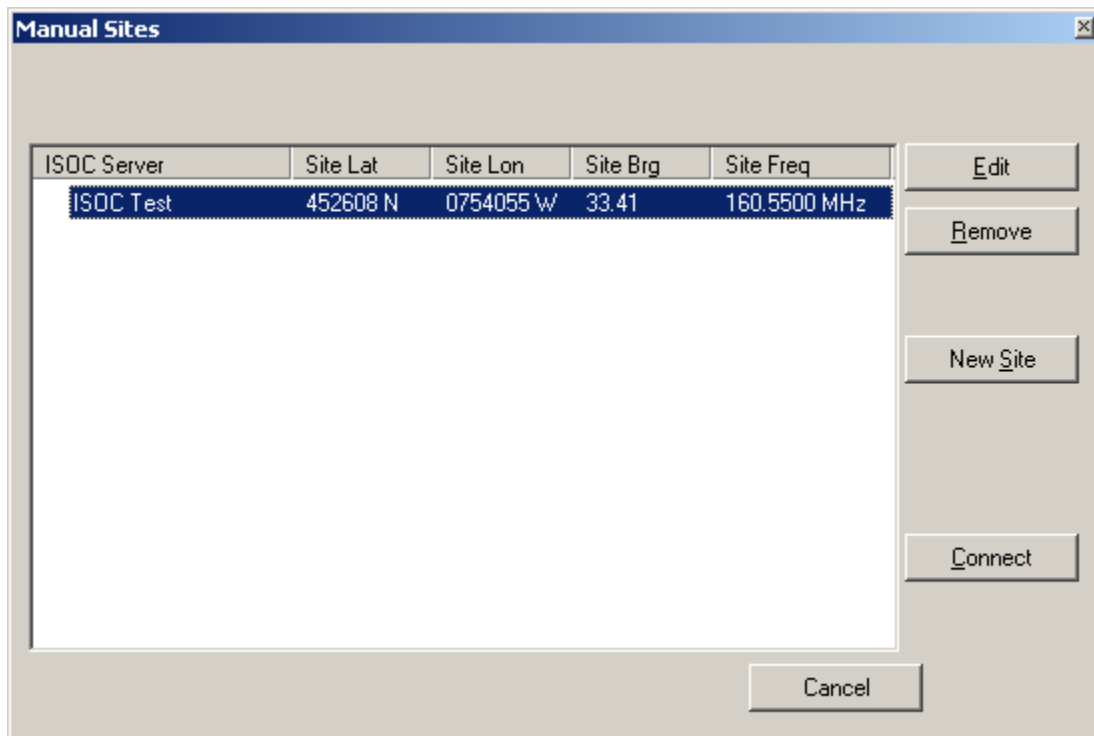 Manual Sites
ISOC Server Site Lat Site Lon Site Brg Site Freq
ISOC Test 452608 N 0754055 W 33.41 160.5500 MHz
Edit
Remove
New Site
Connect
Cancel